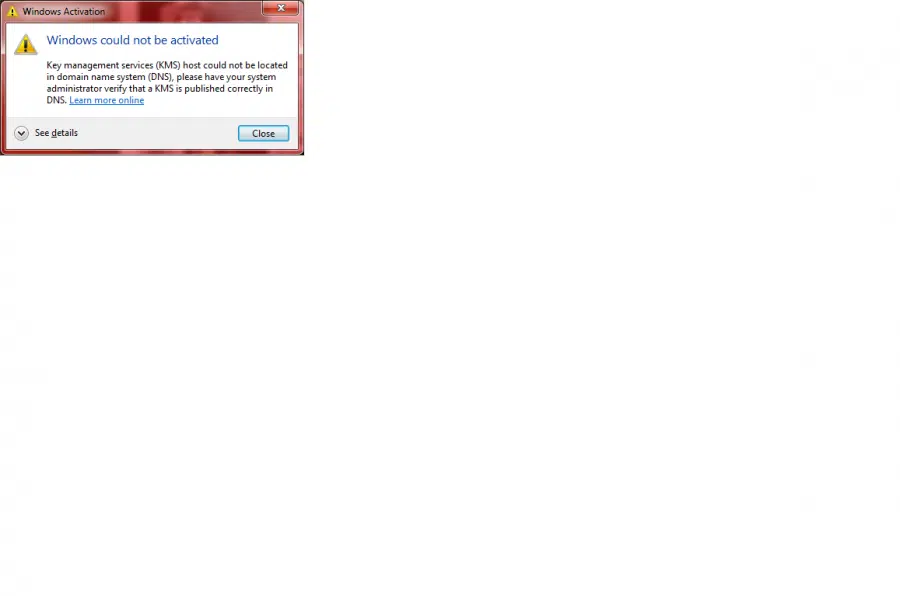 Windows Activation
Windows could not be activated
Key management services (KMS) host could not be located
in domain name system (DNS), please have your system
administrator verify that a KMS is published correctly in
DNS. Learn more online
See details
Close